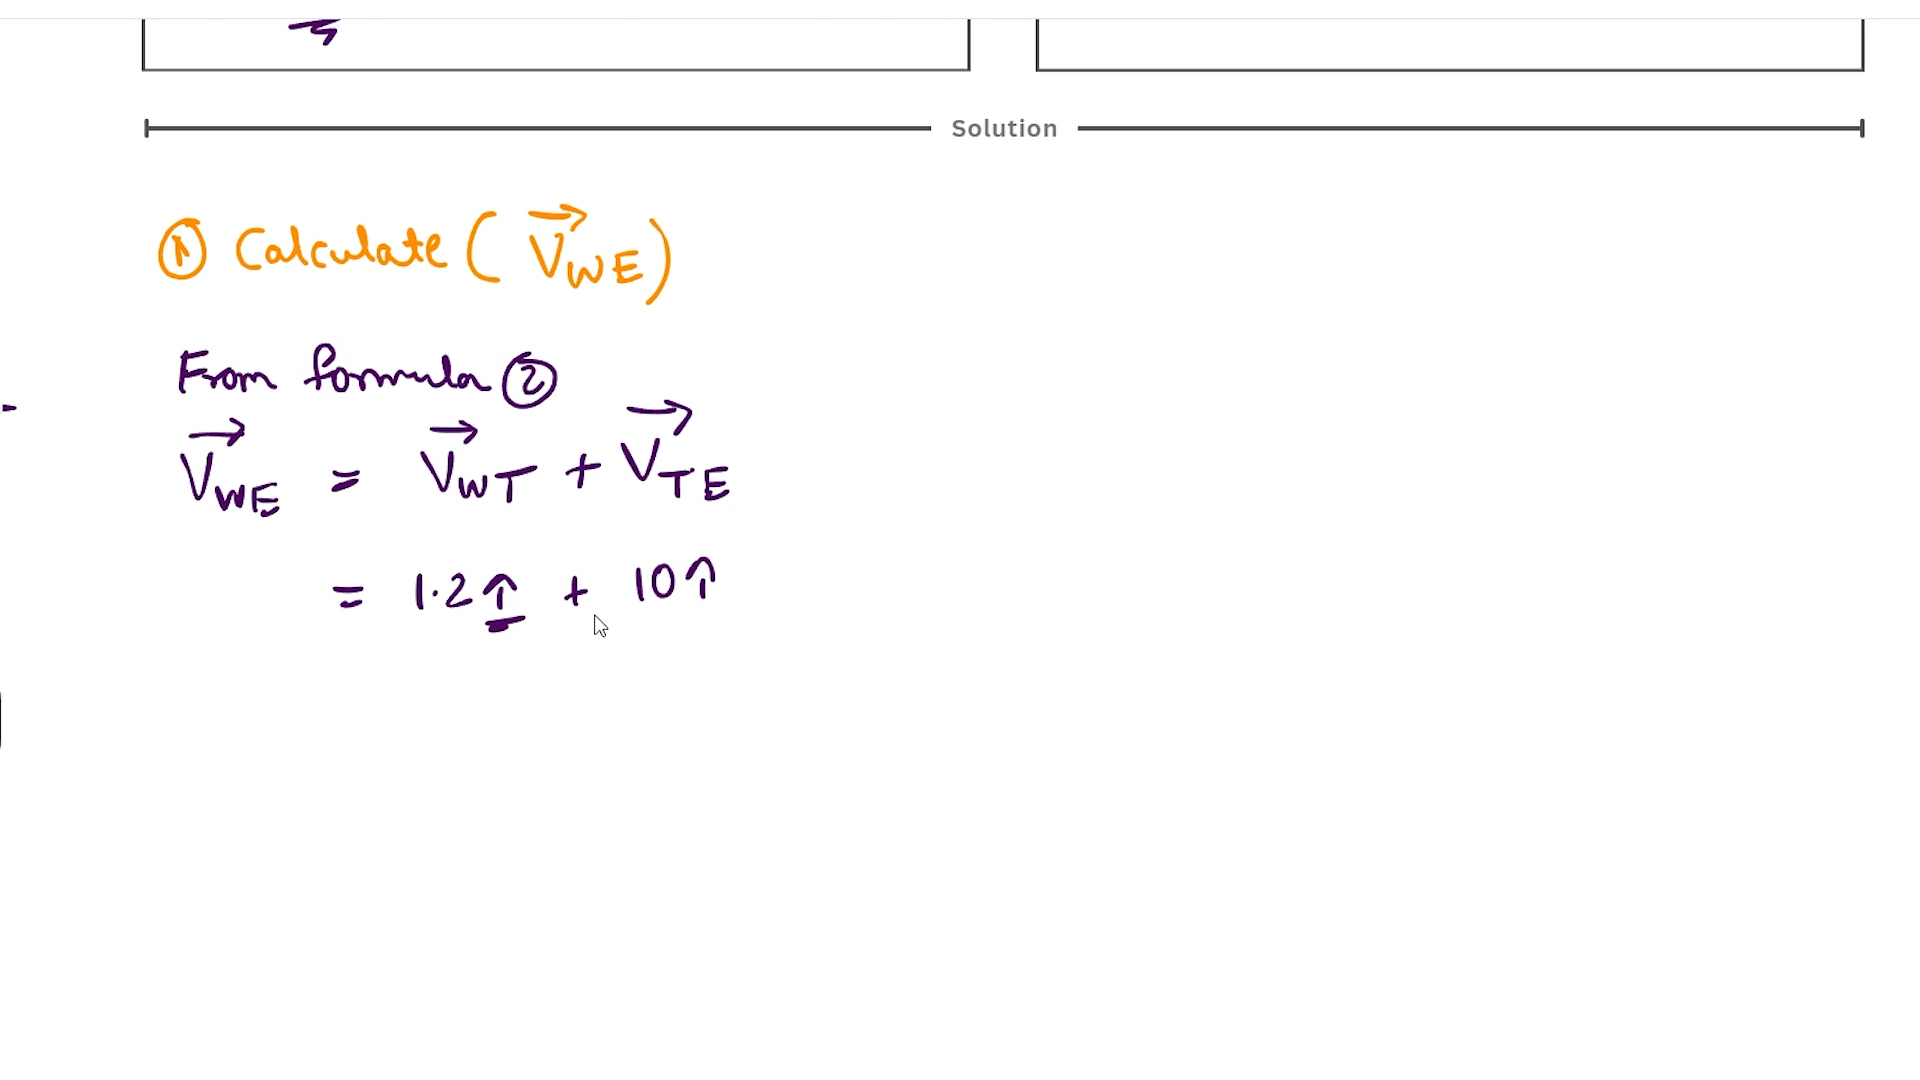 Solution
① Calculate ( V⃗WE )
From formula ②
V⃗WE = V⃗WT + V⃗TE
= 1.2↑ + 10↑